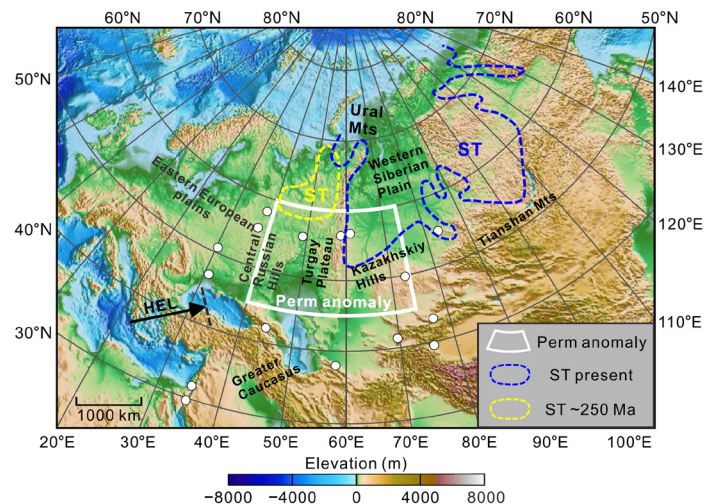 60°N 70°N 80°N 80°N 70°N 60°N 50°N
50°N
40°N
30°N
140°E
130°E
120°E
110°E
Ural
Mts
ST
Western
Siberian
Plain
ST
Eastern European
plains
Central
Russian
Hills
Turgay
Plateau
Kazakhskiy
Hills
Tianshan Mts
HEL
Perm anomaly
Greater
Caucasus
1000 km
Perm anomaly
ST present
ST ~250 Ma
20°E 30°E 40°E 50°E 60°E 70°E 80°E 90°E 100°E
Elevation (m)
−8000 −4000 0 4000 8000